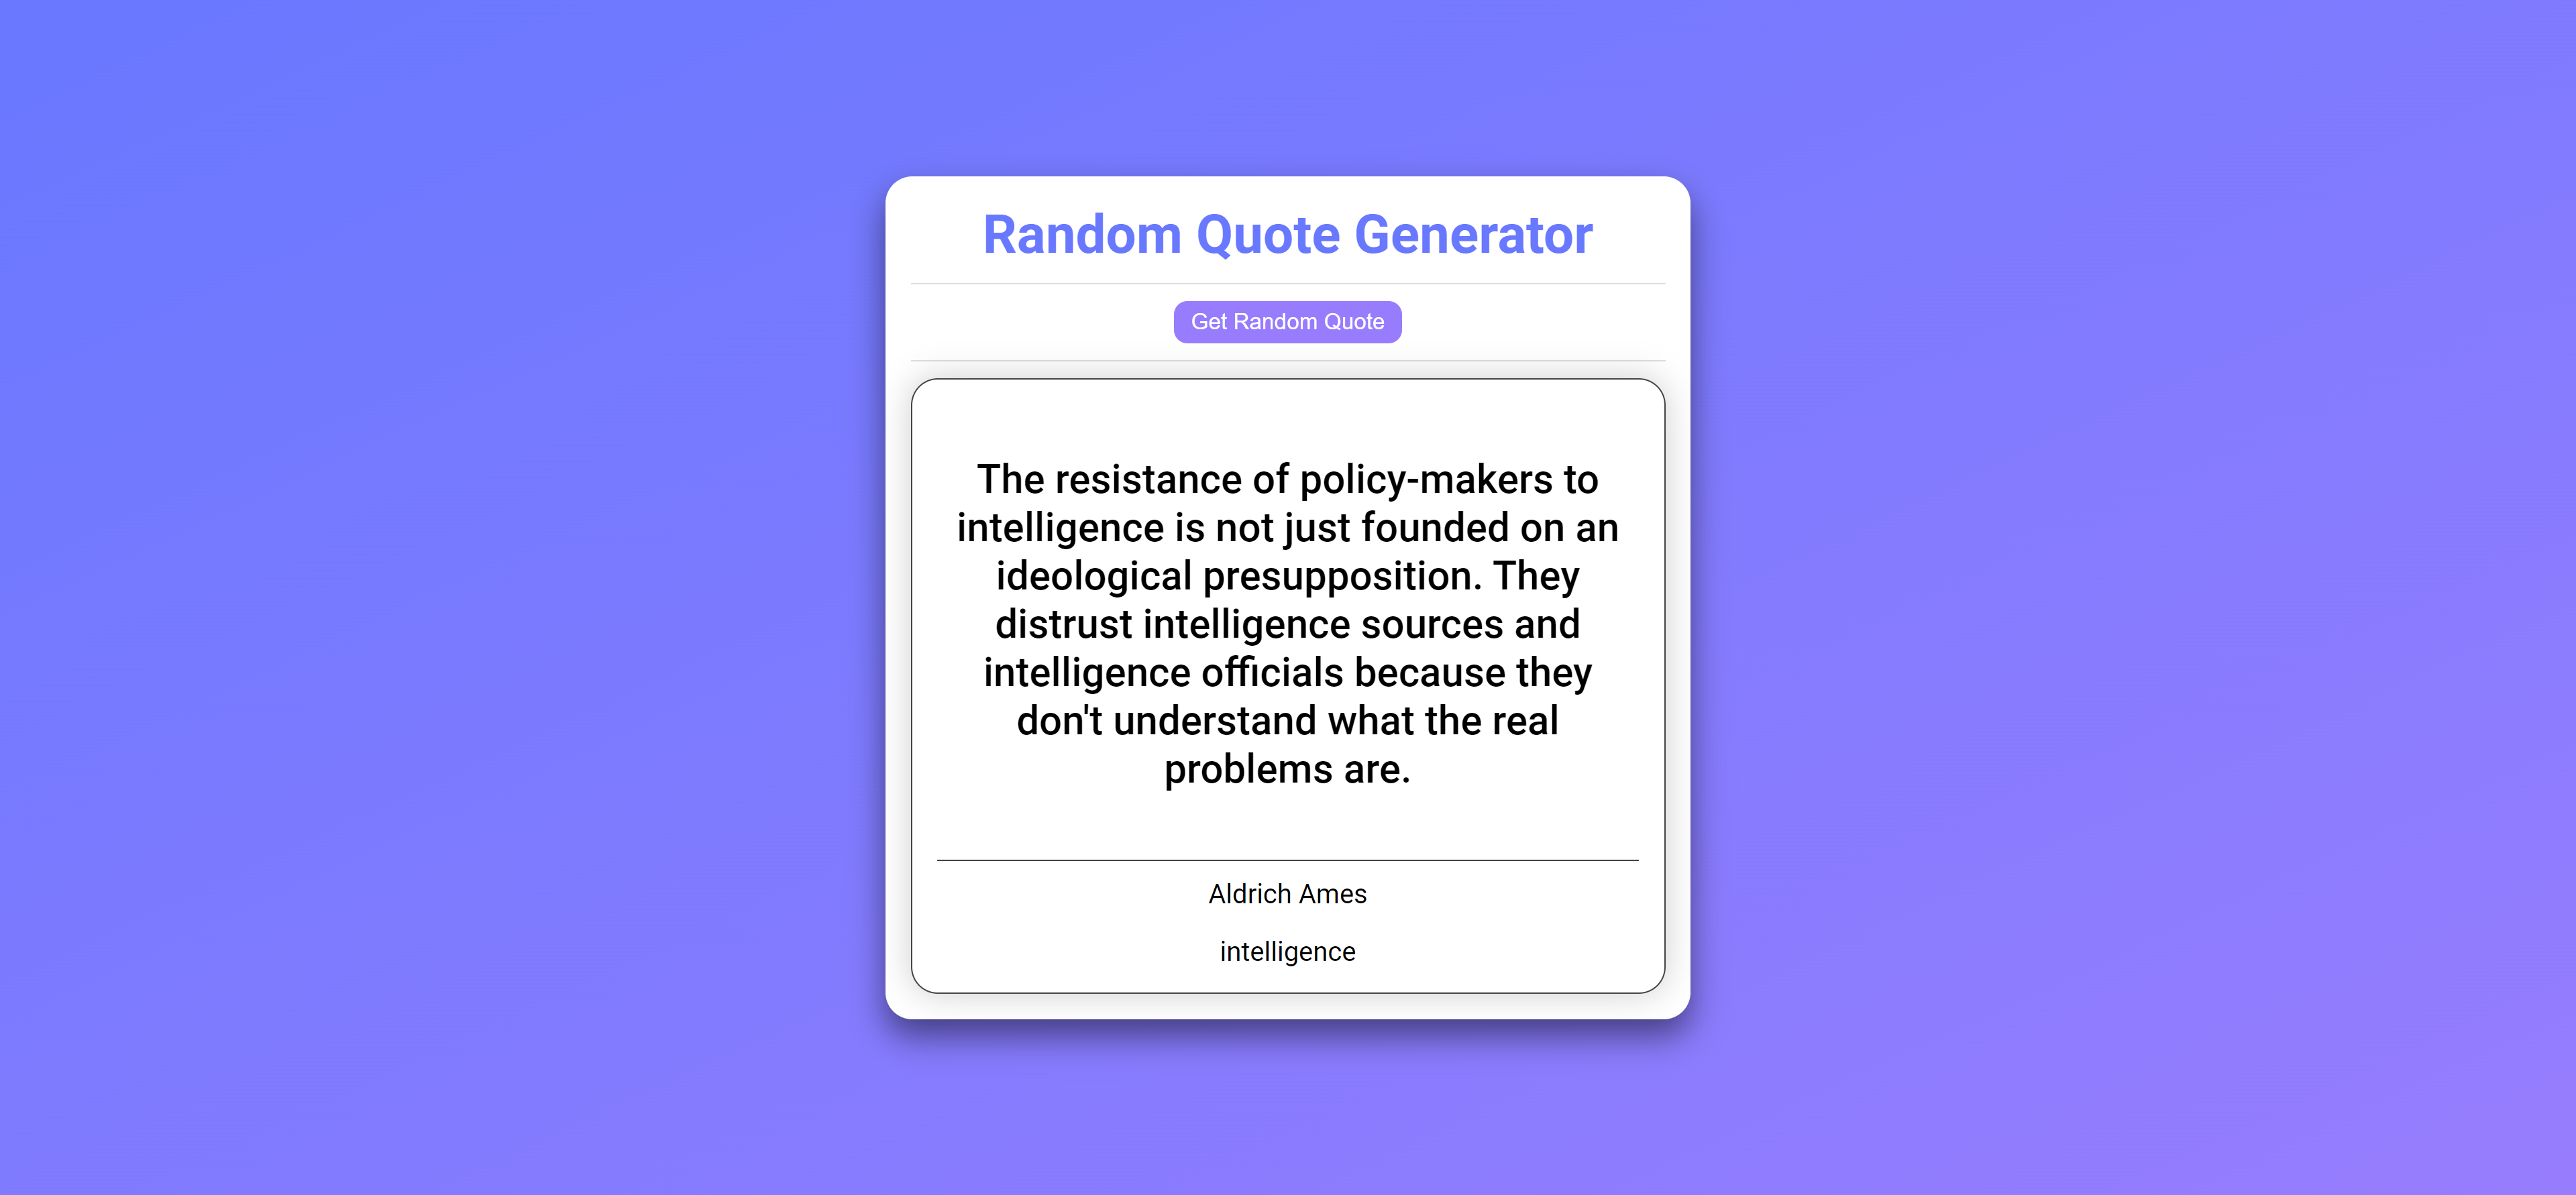 Random Quote Generator
Get Random Quote
The resistance of policy-makers to
intelligence is not just founded on an
ideological presupposition. They
distrust intelligence sources and
intelligence officials because they
don't understand what the real
problems are.
Aldrich Ames
intelligence